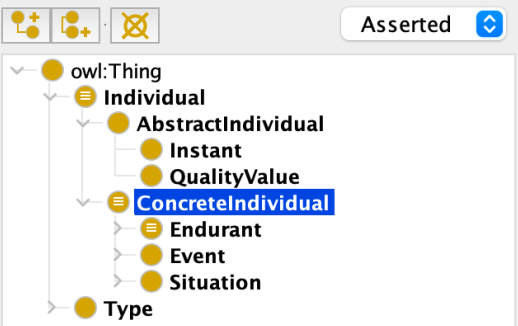 Asserted
owl:Thing
Individual
AbstractIndividual
Instant
QualityValue
ConcreteIndividual
Endurant
Event
Situation
Type